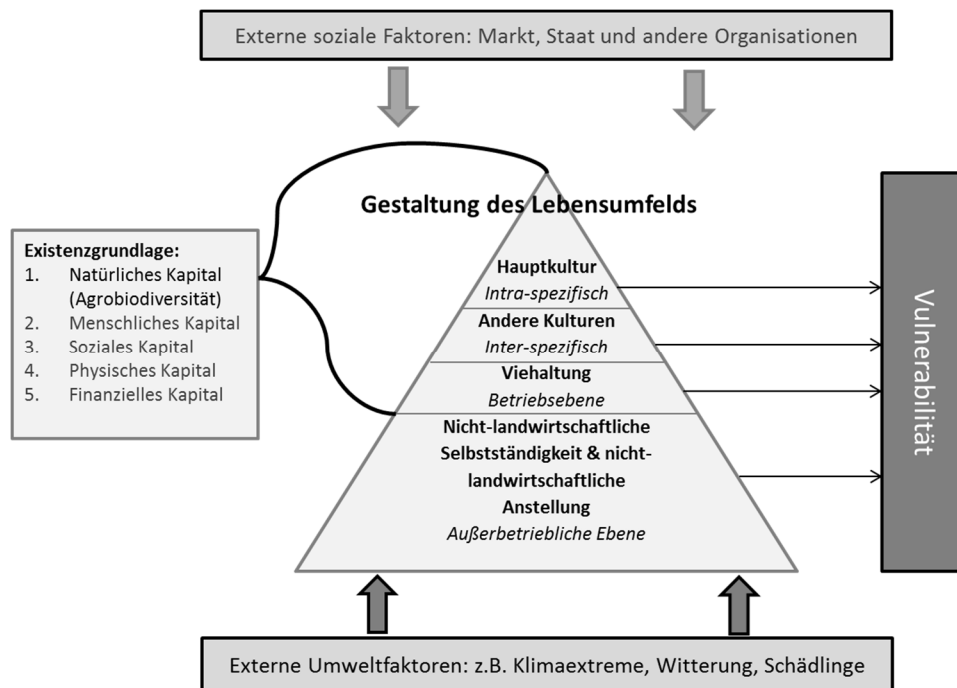 Externe soziale Faktoren: Markt, Staat und andere Organisationen
Gestaltung des Lebensumfelds
Existenzgrundlage:
1. Natürliches Kapital
(Agrobiodiversität)
2. Menschliches Kapital
3. Soziales Kapital
4. Physisches Kapital
5. Finanzielles Kapital
Hauptkultur
Intra-spezifisch
Andere Kulturen
Inter-spezifisch
Viehaltung
Betriebsebene
Nicht-landwirtschaftliche
Selbstständigkeit & nicht-
landwirtschaftliche
Anstellung
Außerbetriebliche Ebene
Vulnerabilität
Externe Umweltfaktoren: z.B. Klimaextreme, Witterung, Schädlinge